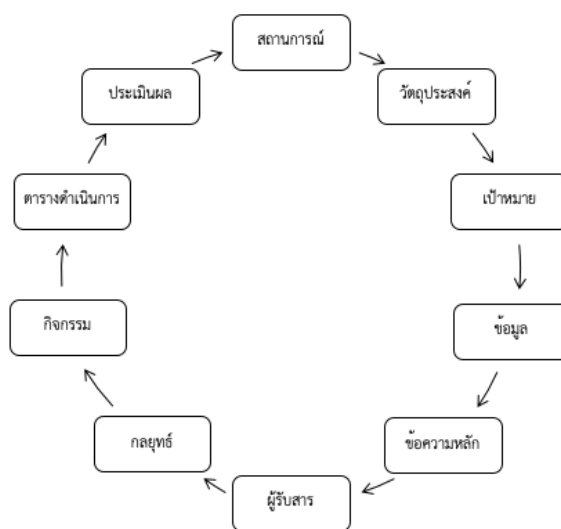 สถานการณ์
วัตถุประสงค์
เป้าหมาย
ข้อมูล
ข้อความหลัก
ผู้รับสาร
กลยุทธ์
กิจกรรม
ตารางดำเนินการ
ประเมินผล